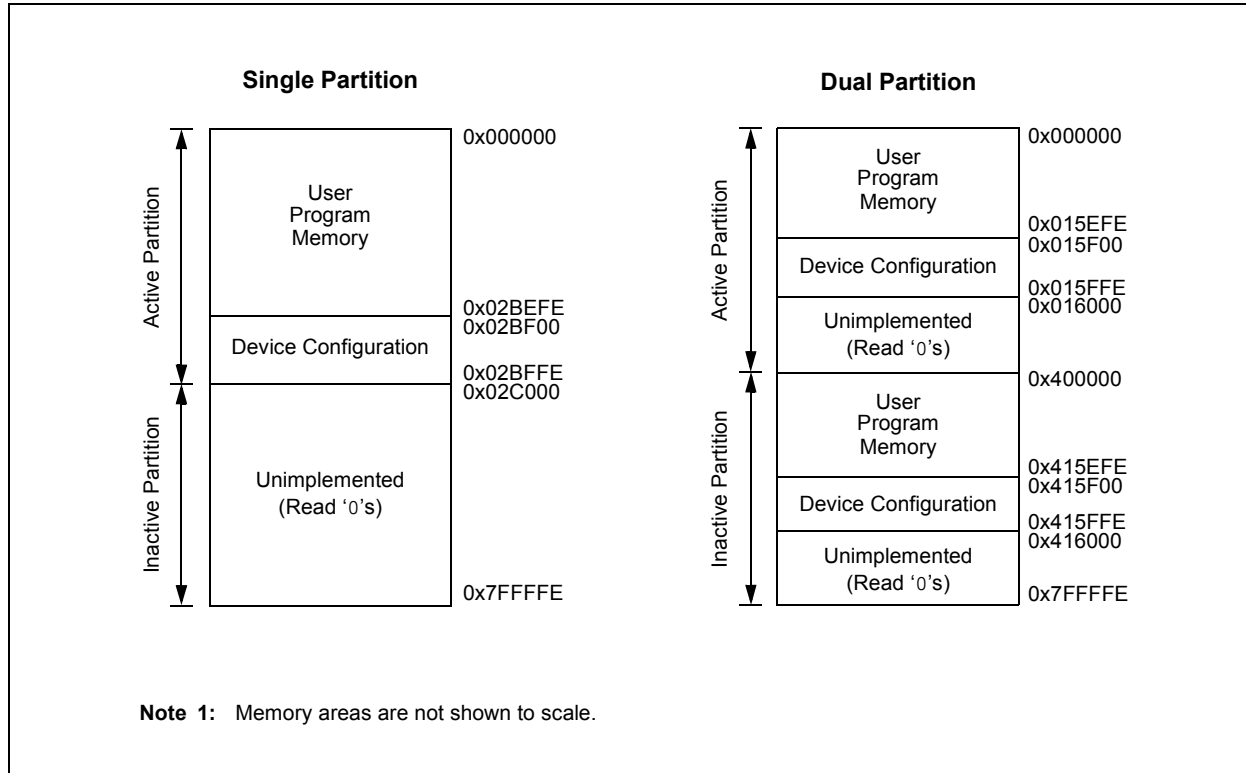 Single Partition
Active Partition
User
Program
Memory
0x000000
0x02BEFE
0x02BF00
Device Configuration
0x02BFFE
0x02C000
Inactive Partition
Unimplemented
(Read ‘0’s)
0x7FFFFE
Dual Partition
Active Partition
User
Program
Memory
0x000000
0x015EFE
0x015F00
Device Configuration
0x015FFE
0x016000
Unimplemented
(Read ‘0’s)
0x400000
Inactive Partition
User
Program
Memory
0x415EFE
0x415F00
Device Configuration
0x415FFE
0x416000
Unimplemented
(Read ‘0’s)
0x7FFFFE
Note 1: Memory areas are not shown to scale.